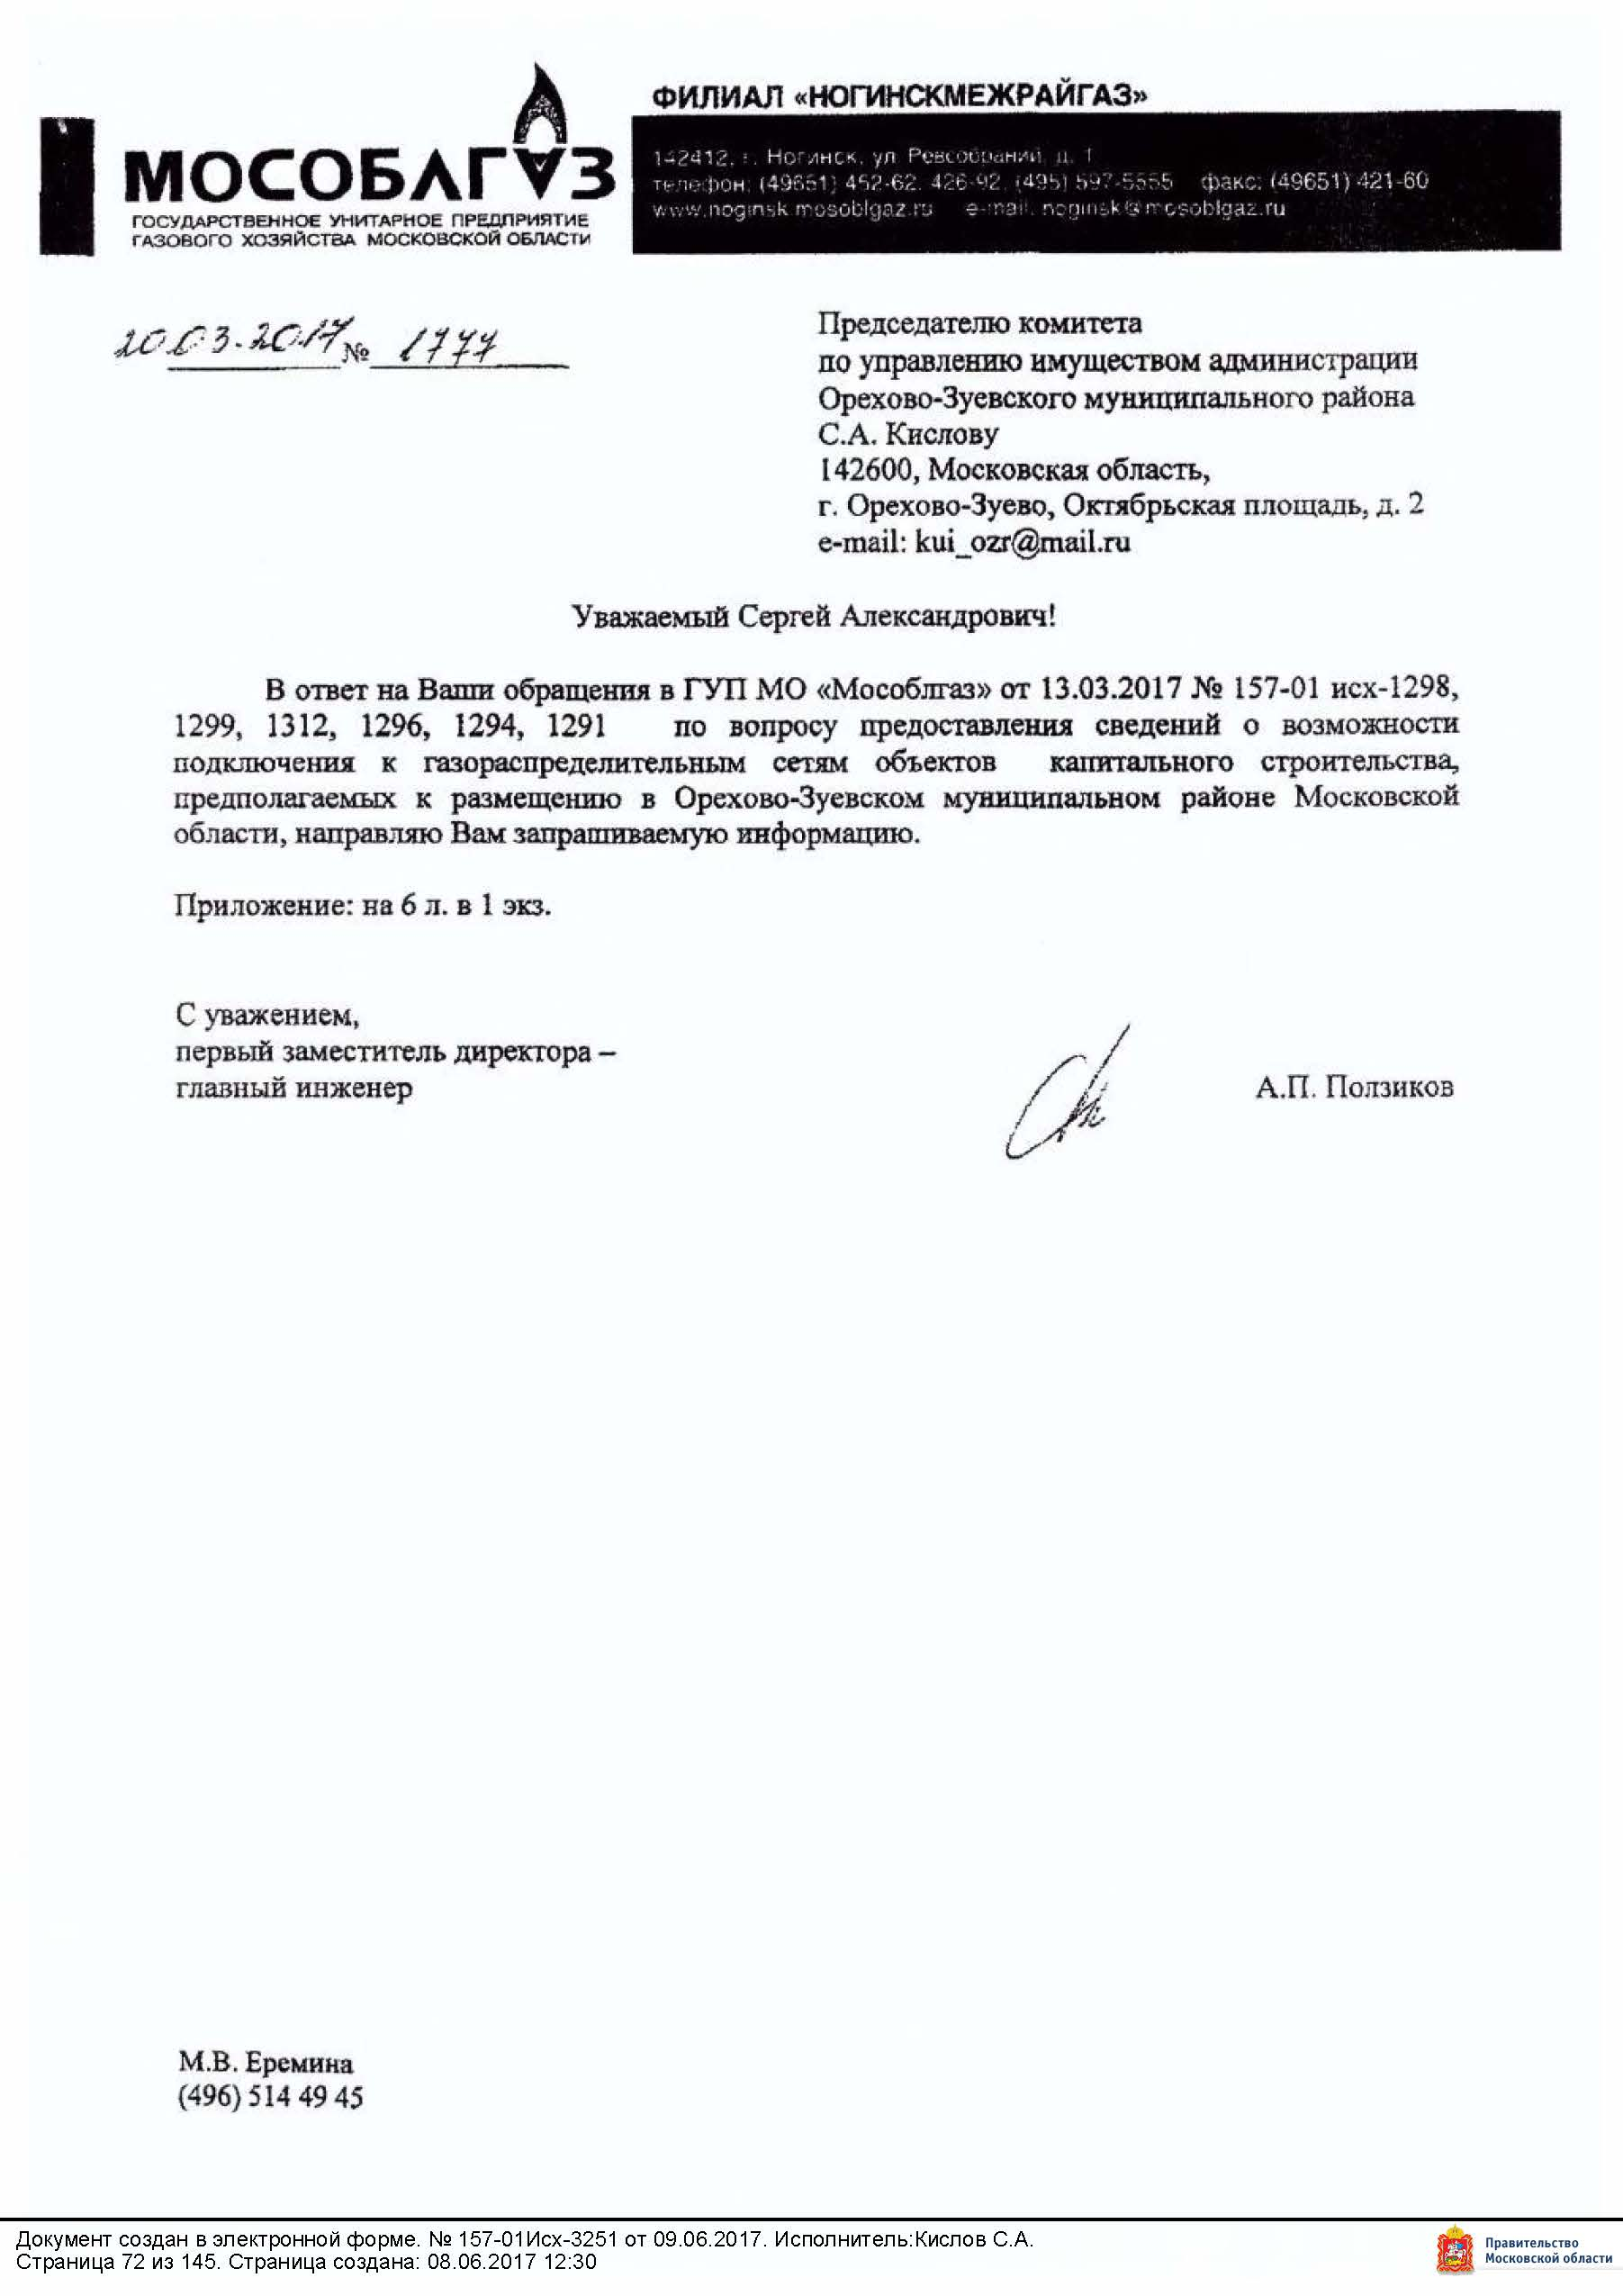 МОСОБЛГАЗ
ГОСУДАРСТВЕННОЕ УНИТАРНОЕ ПРЕДПРИЯТИЕ
ГАЗОВОГО ХОЗЯЙСТВА МОСКОВСКОЙ ОБЛАСТИ
ФИЛИАЛ «НОГИНСКМЕЖРАЙГАЗ»
142412, г. Ногинск, ул. Ревсобраний, д. 1
телефон: (49651) 452-62, 426-92, (495) 597-5555 факс: (49651) 421-60
www.noginsk.mosoblgaz.ru e-mail: noginsk@mosoblgaz.ru
20.03.2017 № 1777
Председателю комитета
по управлению имуществом администрации
Орехово-Зуевского муниципального района
С.А. Кислову
142600, Московская область,
г. Орехово-Зуево, Октябрьская площадь, д. 2
e-mail: kui_ozr@mail.ru
Уважаемый Сергей Александрович!
В ответ на Ваши обращения в ГУП МО «Мособлгаз» от 13.03.2017 № 157-01 исх-1298,
1299, 1312, 1296, 1294, 1291 по вопросу предоставления сведений о возможности
подключения к газораспределительным сетям объектов капитального строительства,
предполагаемых к размещению в Орехово-Зуевском муниципальном районе Московской
области, направляю Вам запрашиваемую информацию.
Приложение: на 6 л. в 1 экз.
С уважением,
первый заместитель директора –
главный инженер
А.П. Ползиков
М.В. Еремина
(496) 514 49 45
Документ создан в электронной форме. № 157-01Исх-3251 от 09.06.2017. Исполнитель:Кислов С.А.
Страница 72 из 145. Страница создана: 08.06.2017 12:30
Правительство
Московской области